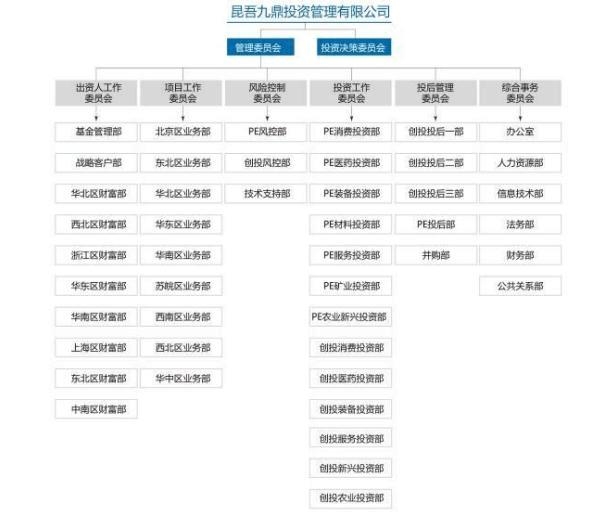 昆吾九鼎投资管理有限公司
管理委员会
投资决策委员会
出资人工作
委员会
项目工作
委员会
风险控制
委员会
投资工作
委员会
投后管理
委员会
综合事务
委员会
基金管理部
北京区业务部
PE风控部
PE消费投资部
创投投后一部
办公室
战略客户部
东北区业务部
创投风控部
PE医药投资部
创投投后二部
人力资源部
华北区财富部
华北区业务部
技术支持部
PE装备投资部
创投投后三部
信息技术部
西北区财富部
华东区业务部
PE材料投资部
PE投后部
法务部
浙江区财富部
华南区业务部
PE服务投资部
并购部
财务部
华东区财富部
苏皖区业务部
PE矿业投资部
公共关系部
华南区财富部
西南区业务部
PE农业新兴投资部
上海区财富部
西北区业务部
创投消费投资部
东北区财富部
华中区业务部
创投医药投资部
中南区财富部
创投装备投资部
创投服务投资部
创投新兴投资部
创投农业投资部